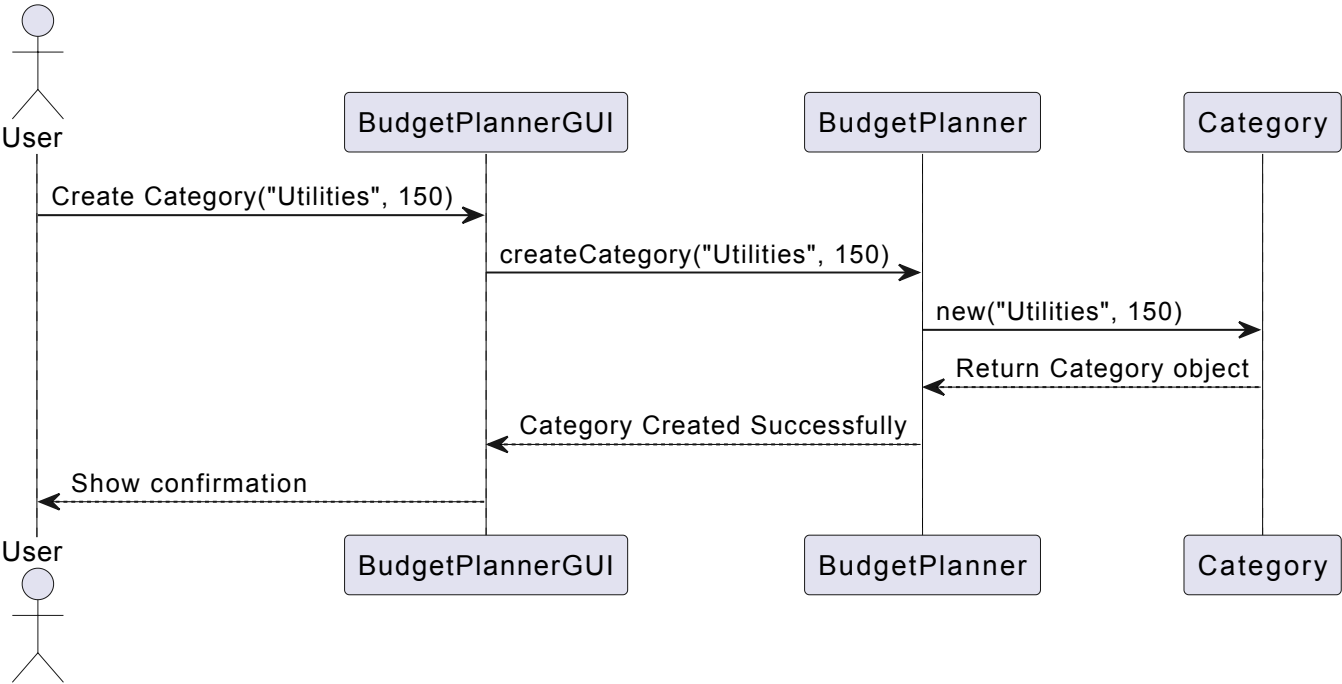 User
BudgetPlannerGUI
BudgetPlanner
Category
Create Category("Utilities", 150)
createCategory("Utilities", 150)
new("Utilities", 150)
Return Category object
Category Created Successfully
Show confirmation
User
BudgetPlannerGUI
BudgetPlanner
Category